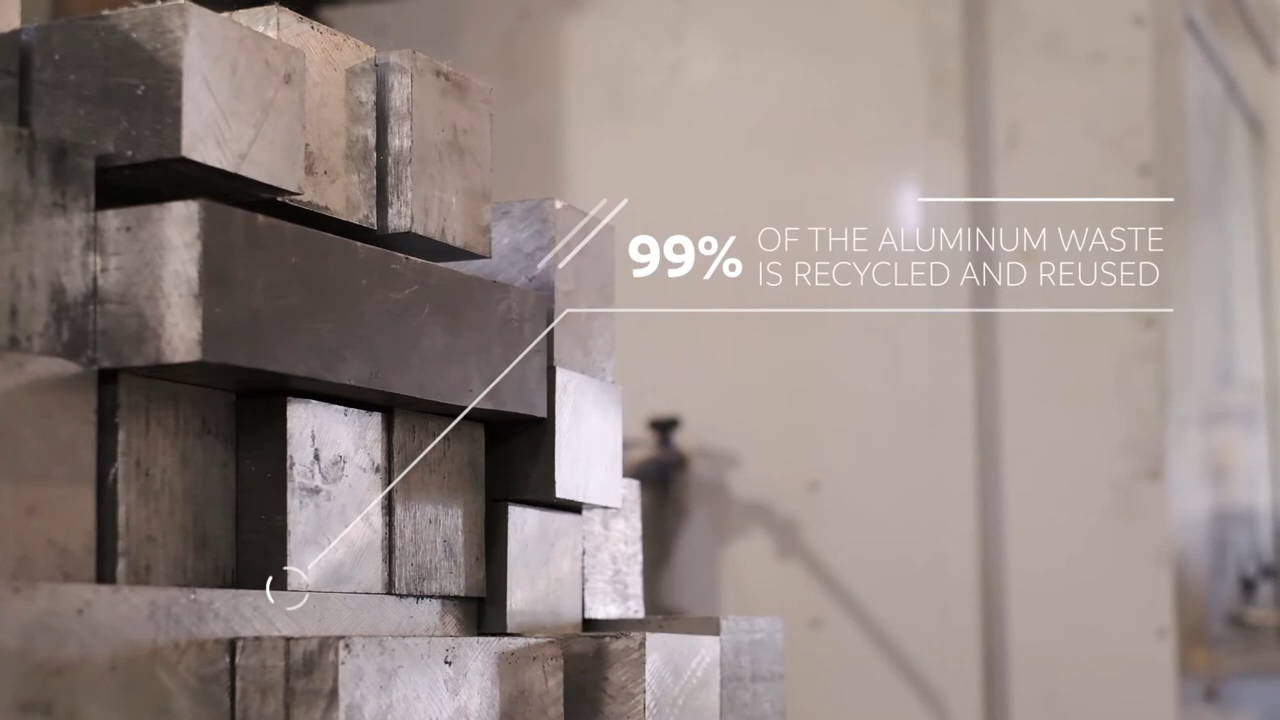 99% OF THE ALUMINUM WASTE
IS RECYCLED AND REUSED